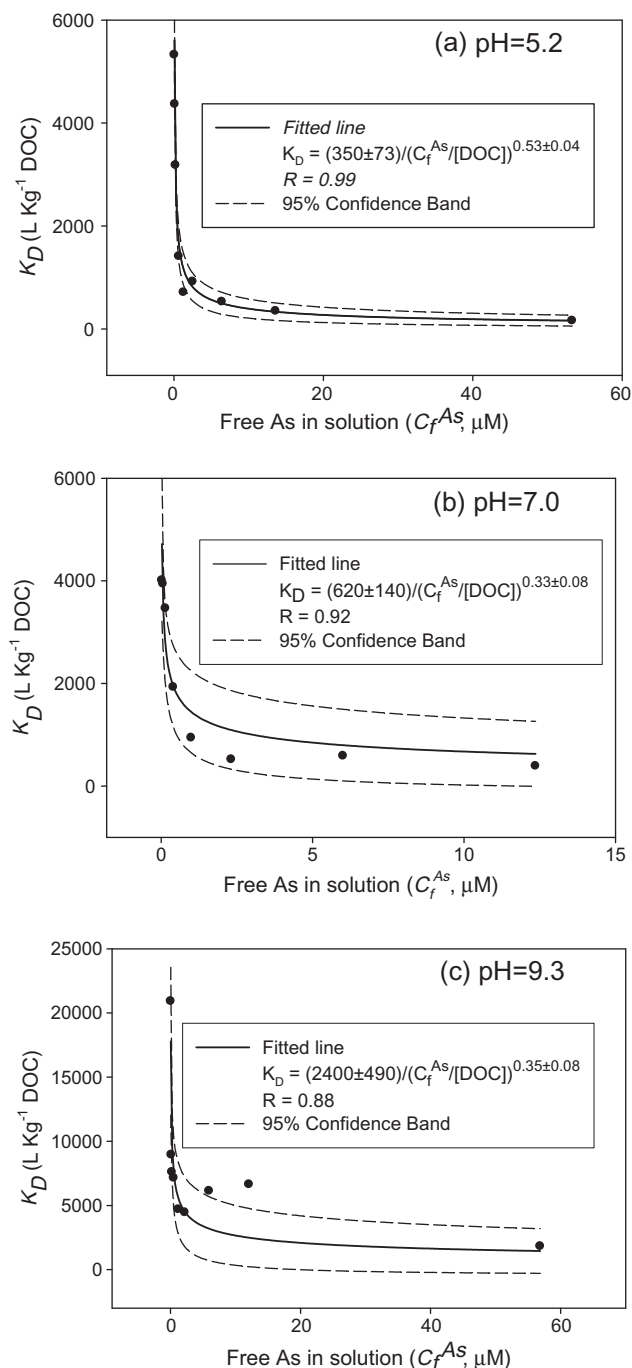 (a) pH=5.2
6000
4000
2000
0
K_D (L Kg⁻¹ DOC)
Fitted line
K_D = (350±73)/(C_f^As/[DOC])^0.53±0.04
R = 0.99
95% Confidence Band
0 20 40 60
Free As in solution (C_f^As, μM)
(b) pH=7.0
6000
4000
2000
0
K_D (L Kg⁻¹ DOC)
Fitted line
K_D = (620±140)/(C_f^As/[DOC])^0.33±0.08
R = 0.92
95% Confidence Band
0 5 10 15
Free As in solution (C_f^As, μM)
(c) pH=9.3
25000
20000
15000
10000
5000
0
K_D (L Kg⁻¹ DOC)
Fitted line
K_D = (2400±490)/(C_f^As/[DOC])^0.35±0.08
R = 0.88
95% Confidence Band
0 20 40 60
Free As in solution (C_f^As, μM)